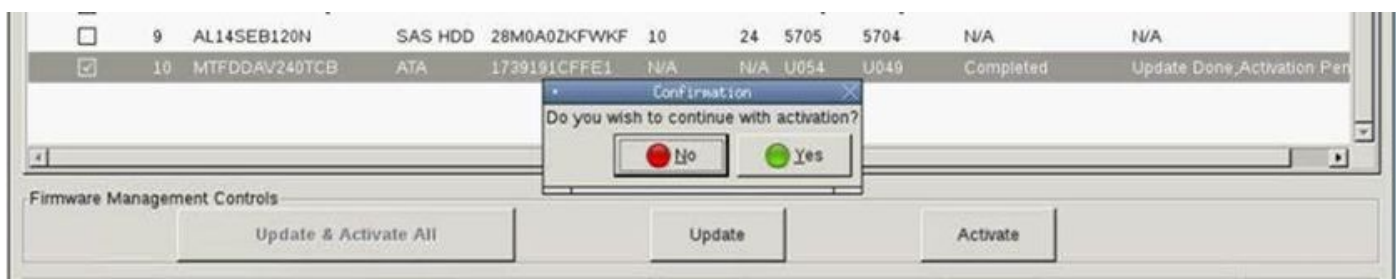 9 AL14SEB120N SAS HDD 28M0A0ZKFWKF 10 24 5705 5704 N/A N/A
10 MTFDDAV240TCB ATA 1739191CFFE1 N/A N/A U054 U049 Completed Update Done,Activation Pen
Confirmation
Do you wish to continue with activation?
No Yes
Firmware Management Controls
Update & Activate All Update Activate